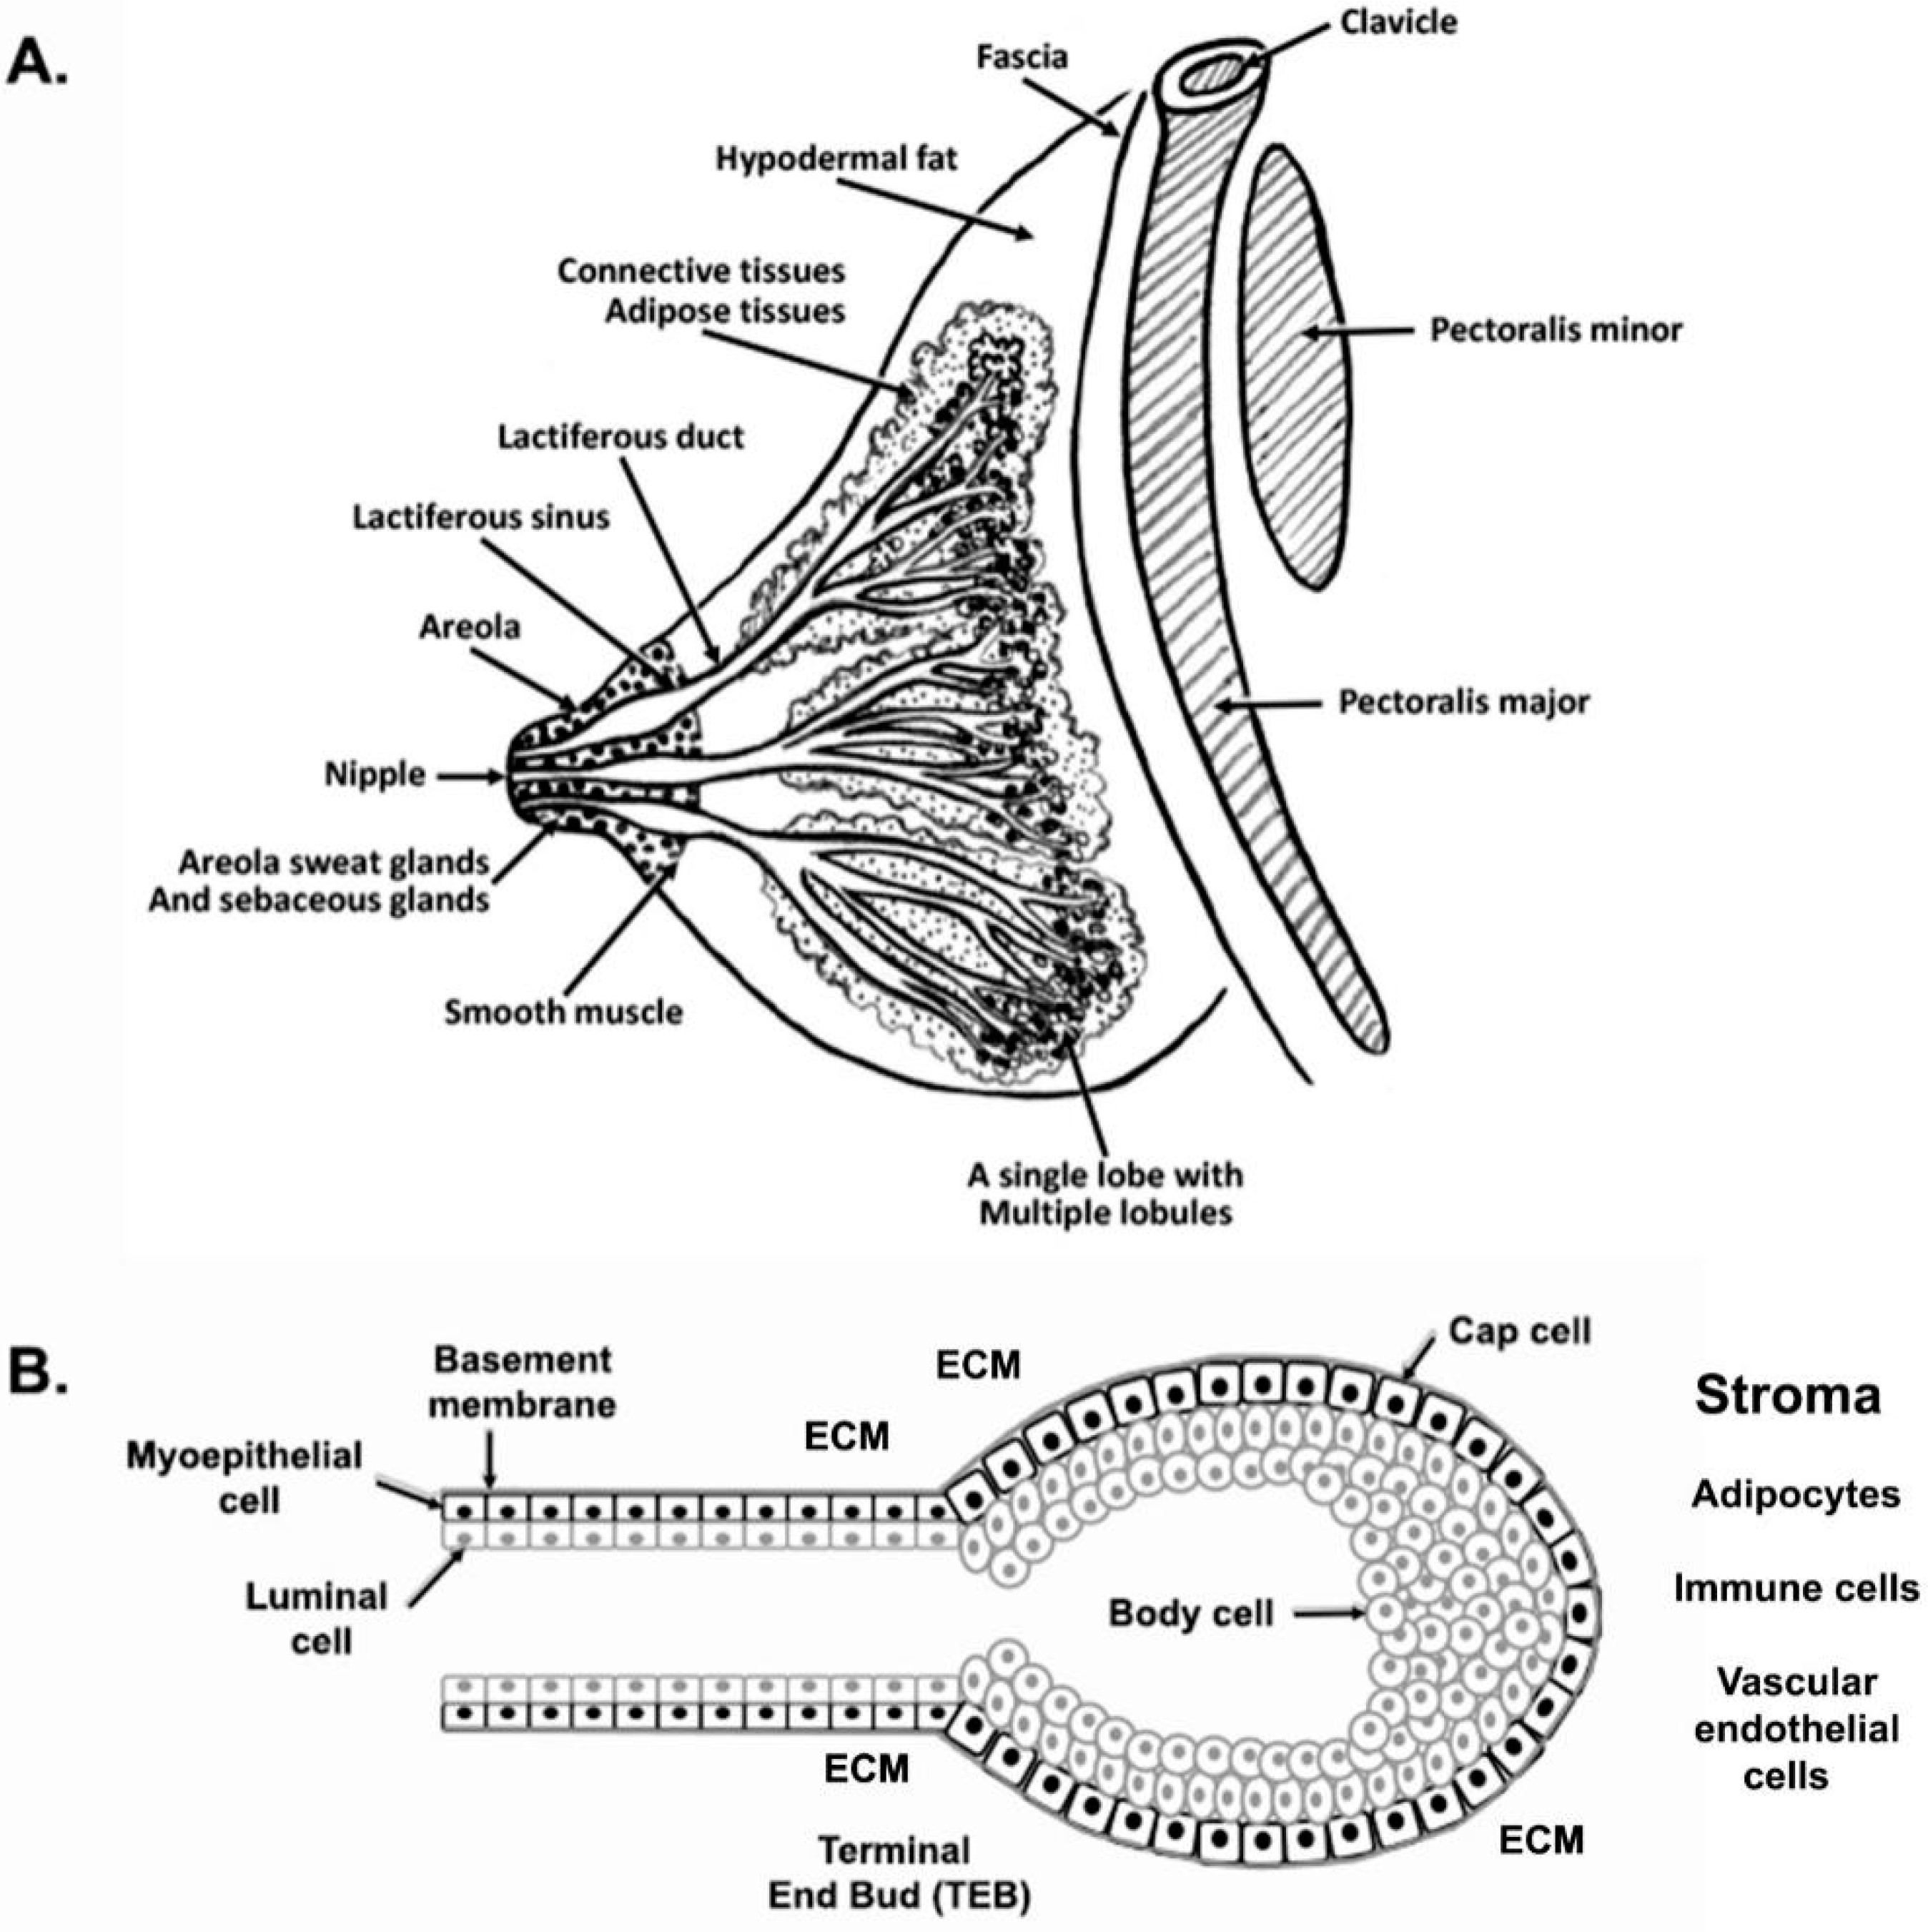 A.
Clavicle
Fascia
Hypodermal fat
Connective tissues
Adipose tissues
Pectoralis minor
Lactiferous duct
Lactiferous sinus
Areola
Pectoralis major
Nipple
Areola sweat glands
And sebaceous glands
Smooth muscle
A single lobe with
Multiple lobules
B.
Basement
membrane
ECM
Cap cell
Stroma
ECM
Myoepithelial
cell
Adipocytes
Luminal
cell
Body cell
Immune cells
Vascular
endothelial
cells
ECM
ECM
Terminal
End Bud (TEB)